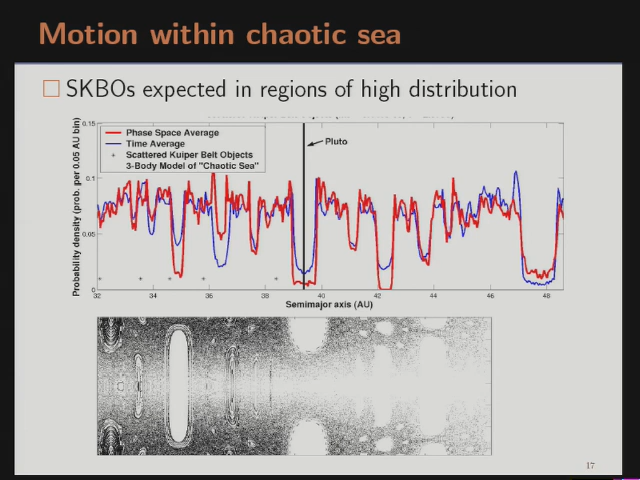 Motion within chaotic sea
SKBOs expected in regions of high distribution
0.15
Phase Space Average
Time Average
Scattered Kuiper Belt Objects
3-Body Model of "Chaotic Sea"
Pluto
Probability density (prob. per 0.05 AU bin)
0.1
0.05
0
32 34 36 38 40 42 44 46 48
Semimajor axis (AU)
17